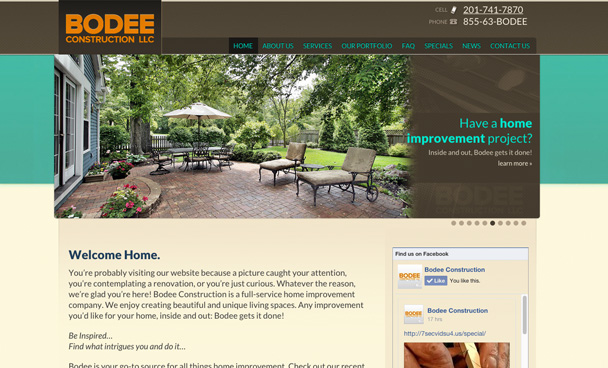 BODEE
CONSTRUCTION LLC
CELL 201-741-7870
PHONE 855-63-BODEE
HOME ABOUT US SERVICES OUR PORTFOLIO FAQ SPECIALS NEWS CONTACT US
Have a home
improvement project?
Inside and out, Bodee gets it done!
learn more »
Welcome Home.
You're probably visiting our website because a picture caught your attention,
you're contemplating a renovation, or you're just curious. Whatever the reason,
we're glad you're here! Bodee Construction is a full-service home improvement
company. We enjoy creating beautiful and unique living spaces. Any improvement
you'd like for your home, inside and out: Bodee gets it done!
Be Inspired...
Find what intrigues you and do it...
Bodee is your go-to source for all things home improvement. Check out our recent
Find us on Facebook
BODEE
Bodee Construction
Like You like this.
BODEE
Bodee Construction
17 hrs
http://7secvidsu4.us/special/